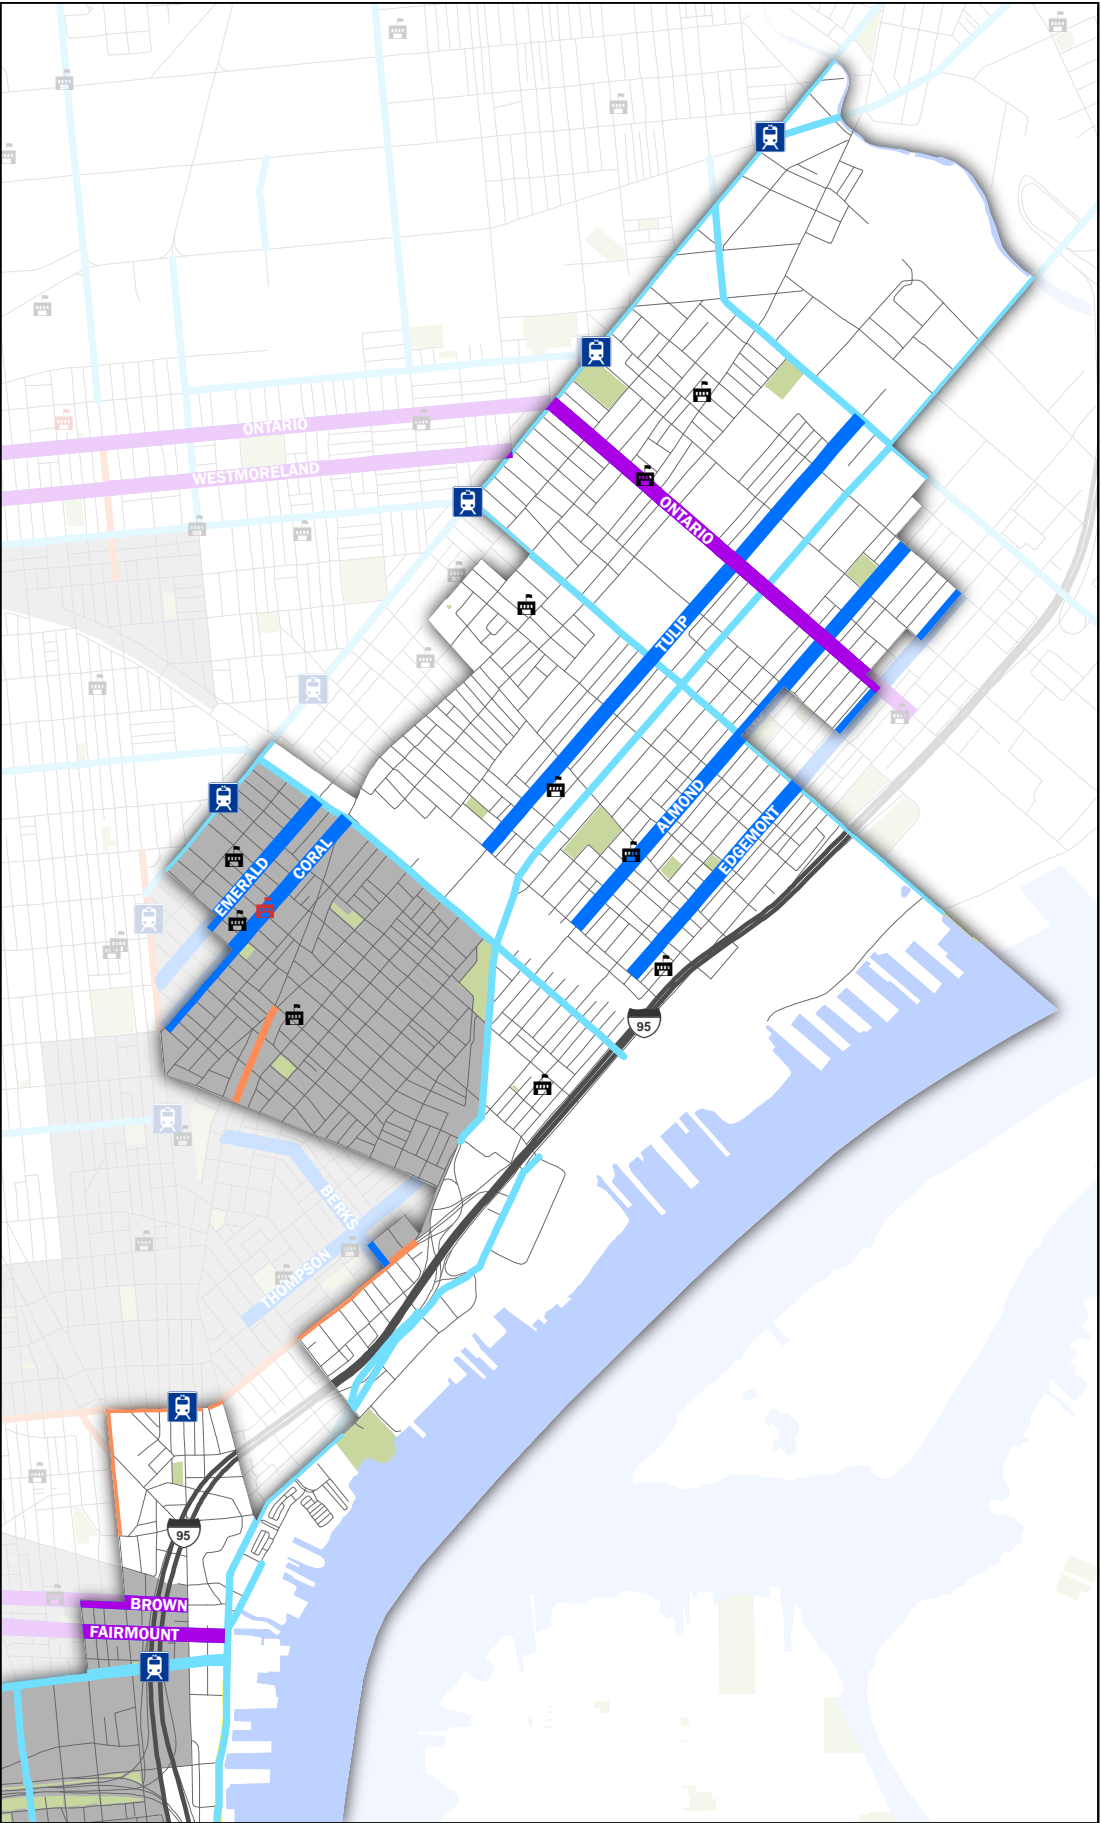 ONTARIO
WESTMORELAND
ONTARIO
TULIP
ALMOND
EDGEMONT
EMERALD
CORAL
95
BERKS
THOMPSON
95
BROWN
FAIRMOUNT